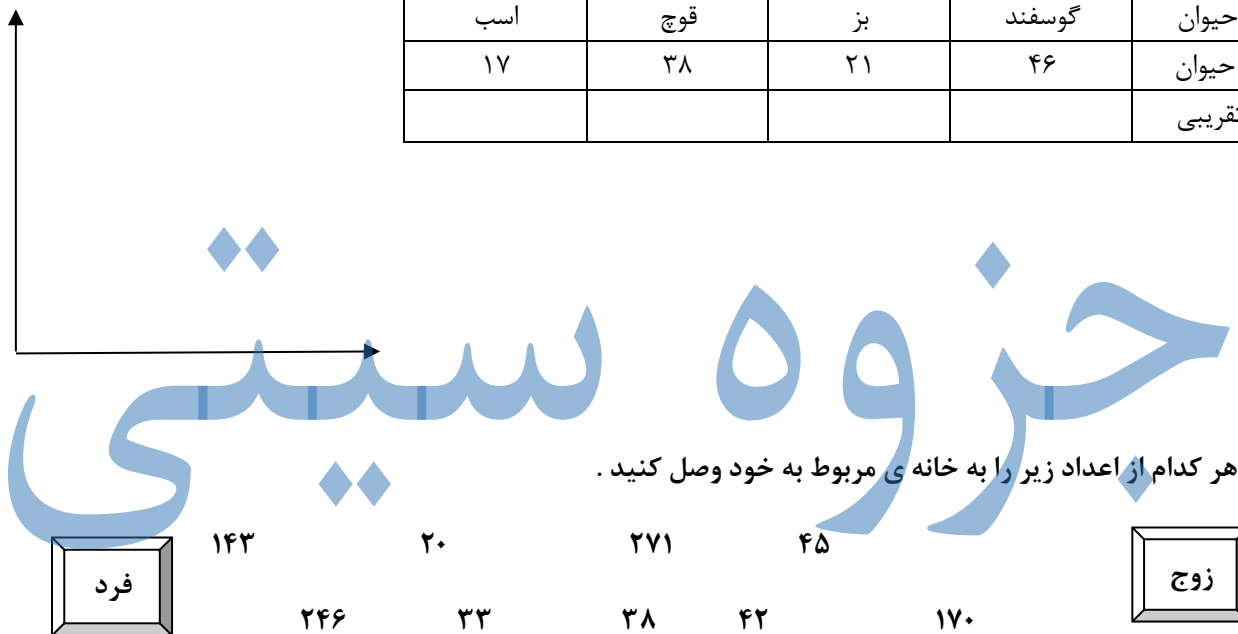 حیوان گوسفند بز قوچ اسب
حیوان ۴۶ ۲۱ ۳۸ ۱۷
تقریبی
جزوه سیتی
هر کدام از اعداد زیر را به خانه ی مربوط به خود وصل کنید .
زوج ۴۵ ۲۷۱ ۲۰ ۱۴۳ فرد
۱۷۰ ۴۲ ۳۸ ۳۳ ۲۴۶